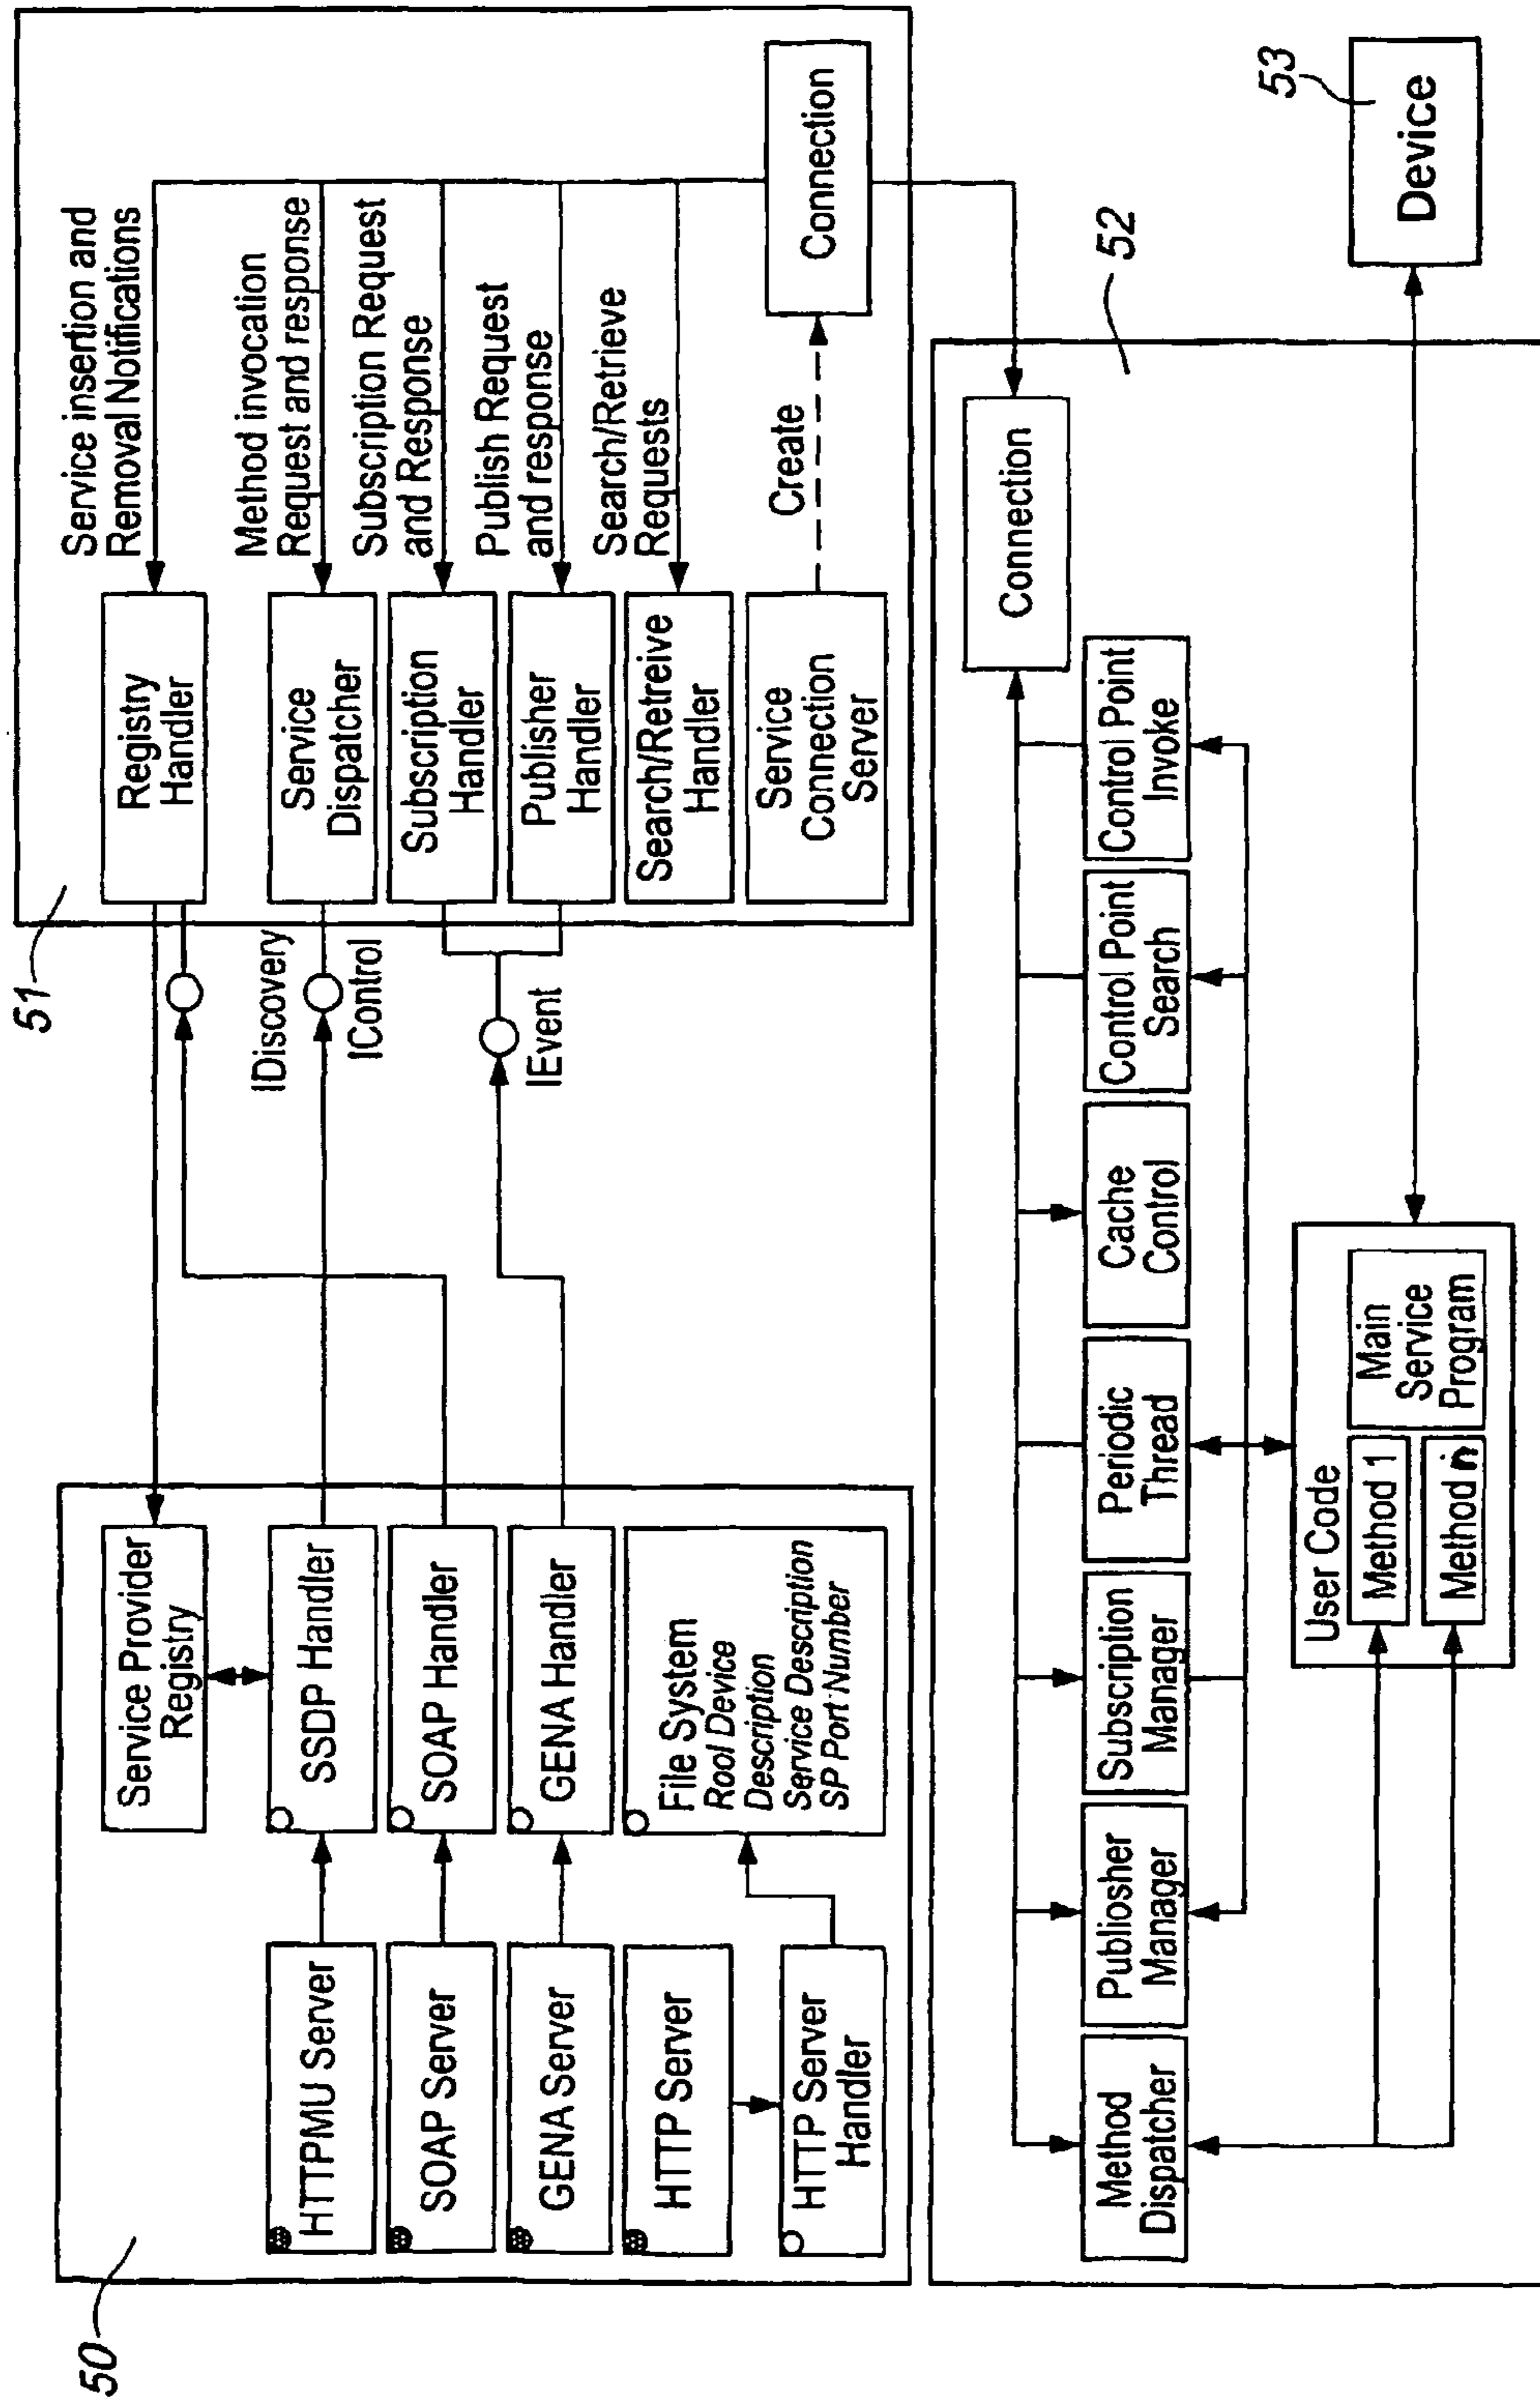 50
HTTPMU Server
SOAP Server
GENA Server
HTTP Server
HTTP Server
Handler
Service Provider
Registry
SSDP Handler
SOAP Handler
GENA Handler
File System
Rool Device
Description
Service Description
SP Port Number
IDiscovery
IControl
IEvent
51
Registry
Handler
Service
Dispatcher
Subscription
Handler
Publisher
Handler
Search/Retreive
Handler
Service
Connection
Server
Service insertion and
Removal Notifications
Method invocation
Request and response
Subscription Request
and Response
Publish Request
and response
Search/Retrieve
Requests
Create
Connection
52
Connection
Method
Dispatcher
Publiosher
Manager
Subscription
Manager
Periodic
Thread
Cache
Control
Control Point
Search
Control Point
Invoke
User Code
Method 1
Method n
Main
Service
Program
53
Device